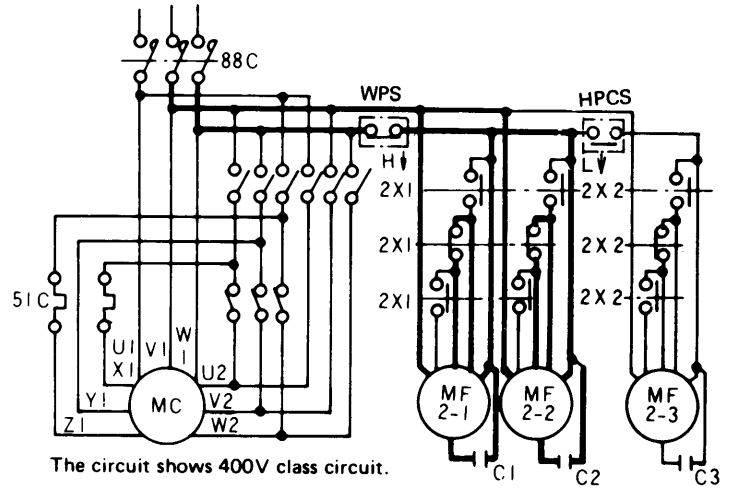 88C
WPS
HPCS
H
L
2X1
2X2
2X1
2X2
51C
2X1
2X2
U1
V1
W1
X1
U2
Y1
MC
V2
Z1
W2
MF
2-1
MF
2-2
MF
2-3
C1
C2
C3
The circuit shows 400V class circuit.